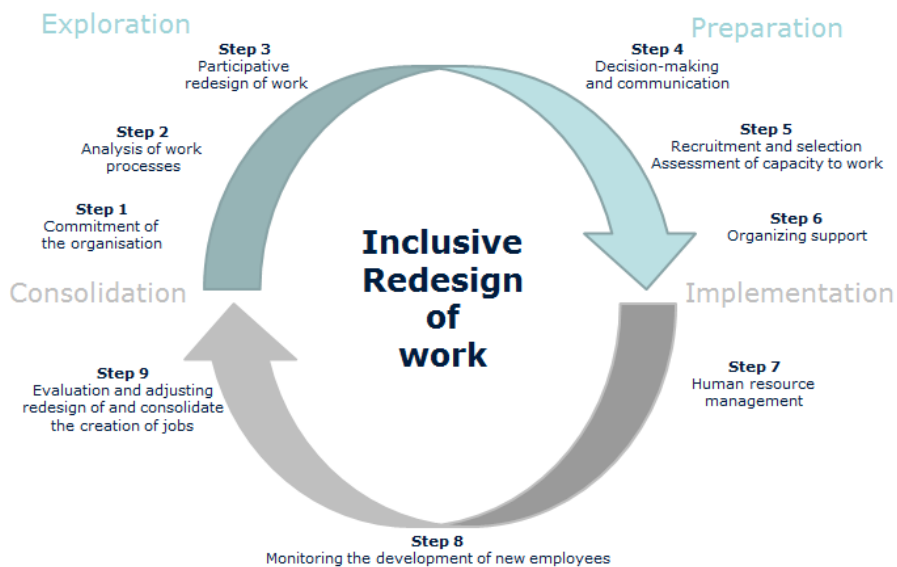 Exploration
Step 3
Participative
redesign of work
Step 2
Analysis of work
processes
Step 1
Commitment of
the organisation
Preparation
Step 4
Decision-making
and communication
Step 5
Recruitment and selection
Assessment of capacity to work
Step 6
Organizing support
Inclusive
Redesign
of
work
Consolidation
Implementation
Step 9
Evaluation and adjusting
redesign of and consolidate
the creation of jobs
Step 7
Human resource
management
Step 8
Monitoring the development of new employees